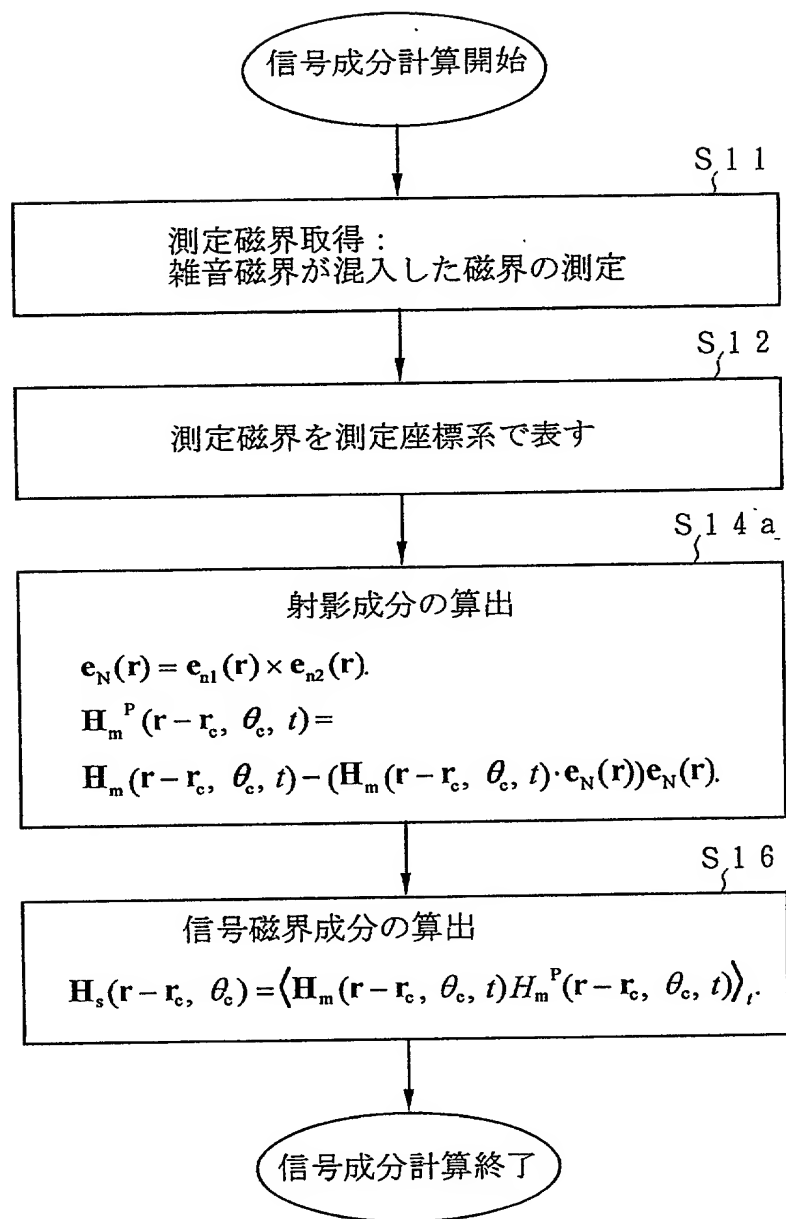 信号成分計算開始
S11
測定磁界取得:
雑音磁界が混入した磁界の測定
S12
測定磁界を測定座標系で表す
S14a
射影成分の算出
e_N(r) = e_n1(r) × e_n2(r).
H_m^P(r − r_c, θ_c, t) =
H_m(r − r_c, θ_c, t) − (H_m(r − r_c, θ_c, t)·e_N(r))e_N(r).
S16
信号磁界成分の算出
H_s(r − r_c, θ_c) = ⟨H_m(r − r_c, θ_c, t)H_m^P(r − r_c, θ_c, t)⟩_t.
信号成分計算終了